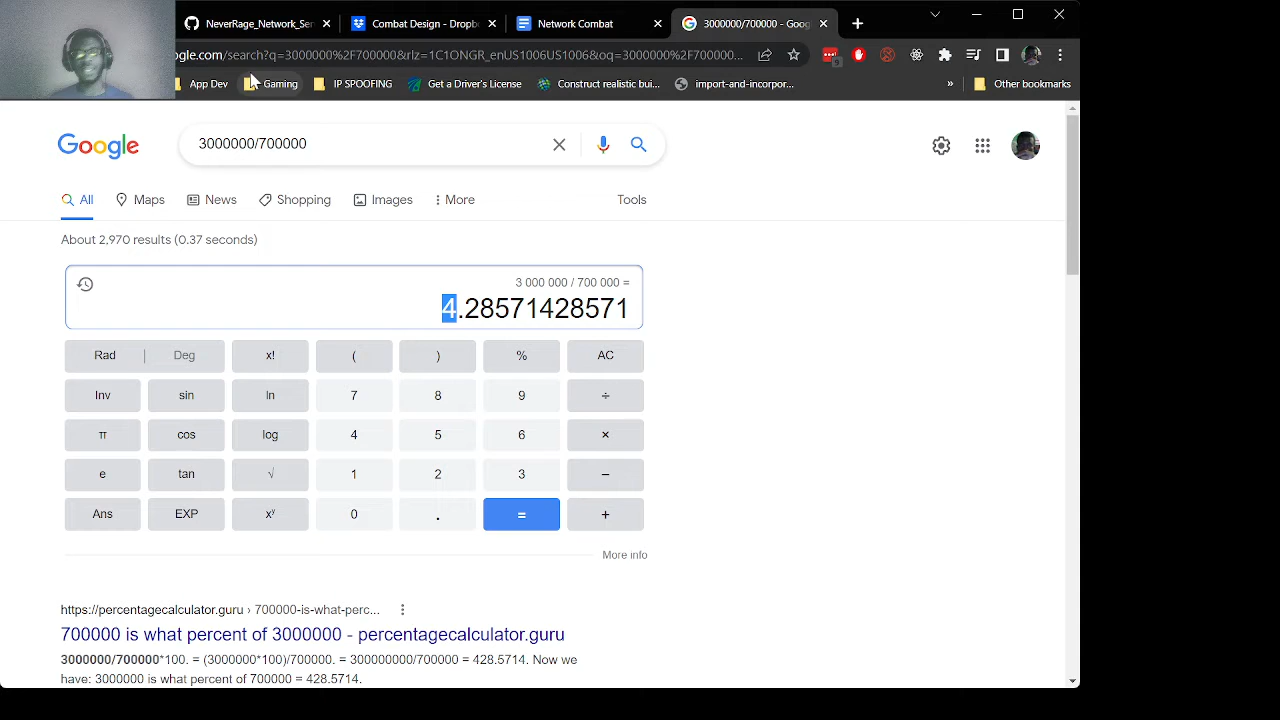 NeverRage_Network_Ser
Combat Design - Dropbo
Network Combat
3000000/700000 - Goog
gle.com/search?q=3000000%2F700000&rlz=1C1ONGR_enUS1006US1006&oq=3000000%2F700000...
App Dev
Gaming
IP SPOOFING
Get a Driver's License
Construct realistic bui...
import-and-incorpor...
»
Other bookmarks
Google
3000000/700000
All
Maps
News
Shopping
Images
More
Tools
About 2,970 results (0.37 seconds)
3 000 000 / 700 000 =
4.28571428571
Rad | Deg x! ( ) % AC
Inv sin ln 7 8 9 ÷
π cos log 4 5 6 ×
e tan √ 1 2 3 −
Ans EXP xʸ 0 . = +
More info
https://percentagecalculator.guru › 700000-is-what-perc...
700000 is what percent of 3000000 - percentagecalculator.guru
3000000/700000*100. = (3000000*100)/700000. = 300000000/700000 = 428.5714. Now we
have: 3000000 is what percent of 700000 = 428.5714.